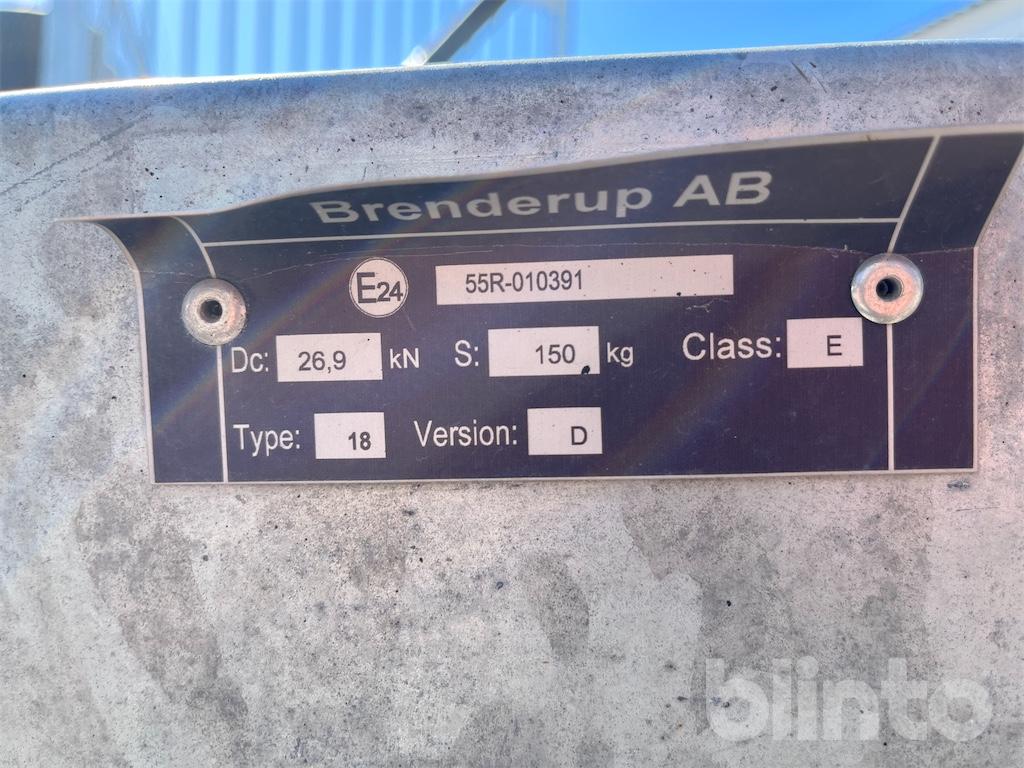 Brenderup AB
E24 55R-010391
Dc: 26,9 kN S: 150 kg Class: E
Type: 18 Version: D
blinto